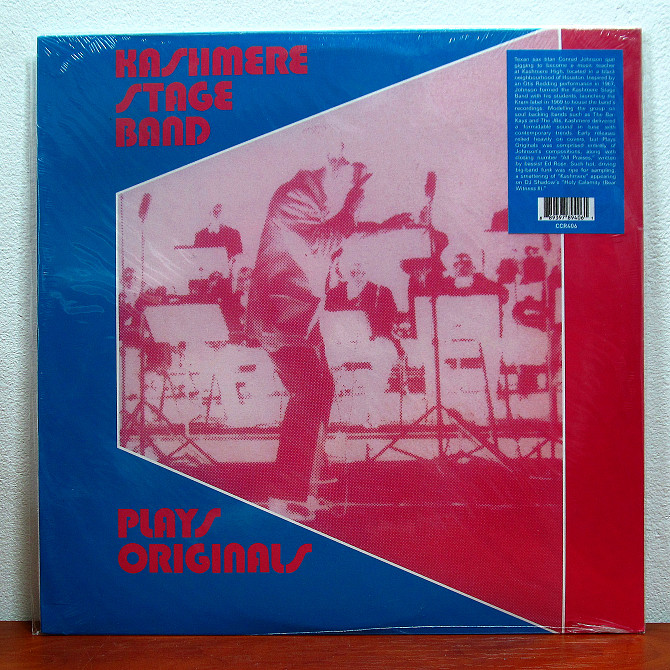 KASHMERE
STAGE
BAND
Texan sax titan Conrad Johnson quit
gigging to become a music teacher
at Kashmere High, located in a black
neighbourhood of Houston. Inspired by
an Otis Redding performance in 1967,
Johnson formed the Kashmere Stage
Band with his students, launching the
Kram label in 1969 to house the band's
recordings. Modelling the group on
soul backing bands such as The Bar-
Kays and The JBs, Kashmere delivered
a formidable sound in tune with
contemporary trends. Early releases
relied heavily on covers, but Plays
Originals was comprised entirely of
Johnson's compositions, along with
closing number "All Praises," written
by bassist Ed Rose. Such hot, driving
big-band funk was ripe for sampling,
a smattering of "Kashmere" appearing
on DJ Shadow's "Holy Calamity (Bear
Witness II)."
CCR406
PLAYS
ORIGINALS